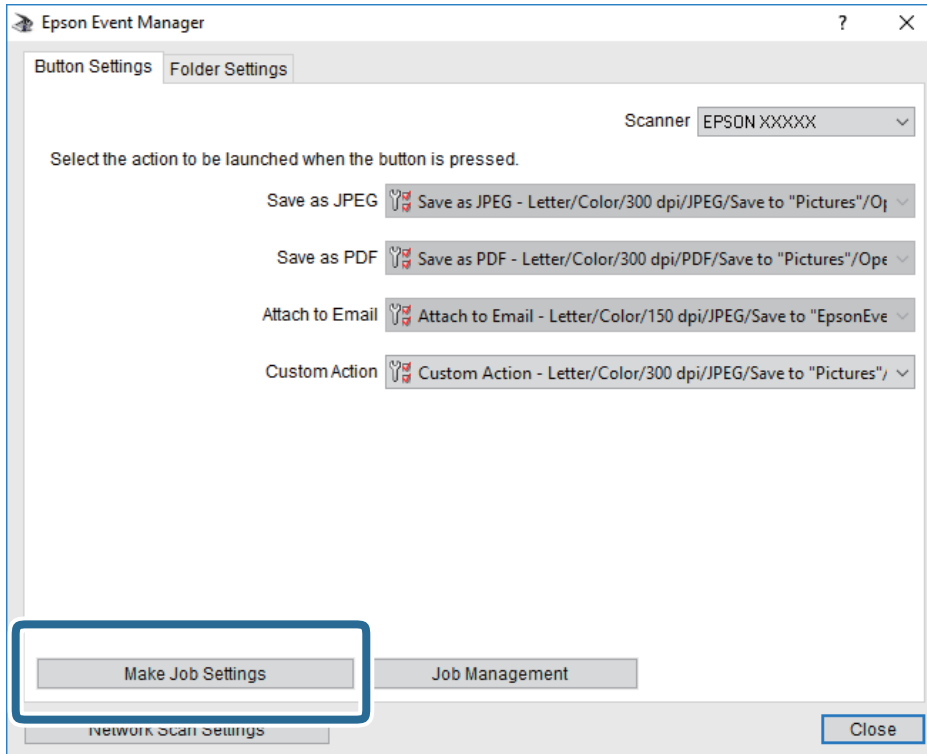 Epson Event Manager
Button Settings Folder Settings
Scanner EPSON XXXXX
Select the action to be launched when the button is pressed.
Save as JPEG Save as JPEG - Letter/Color/300 dpi/JPEG/Save to "Pictures"/Op
Save as PDF Save as PDF - Letter/Color/300 dpi/PDF/Save to "Pictures"/Ope
Attach to Email Attach to Email - Letter/Color/150 dpi/JPEG/Save to "EpsonEve
Custom Action Custom Action - Letter/Color/300 dpi/JPEG/Save to "Pictures"/
Make Job Settings Job Management
Network Scan Settings Close